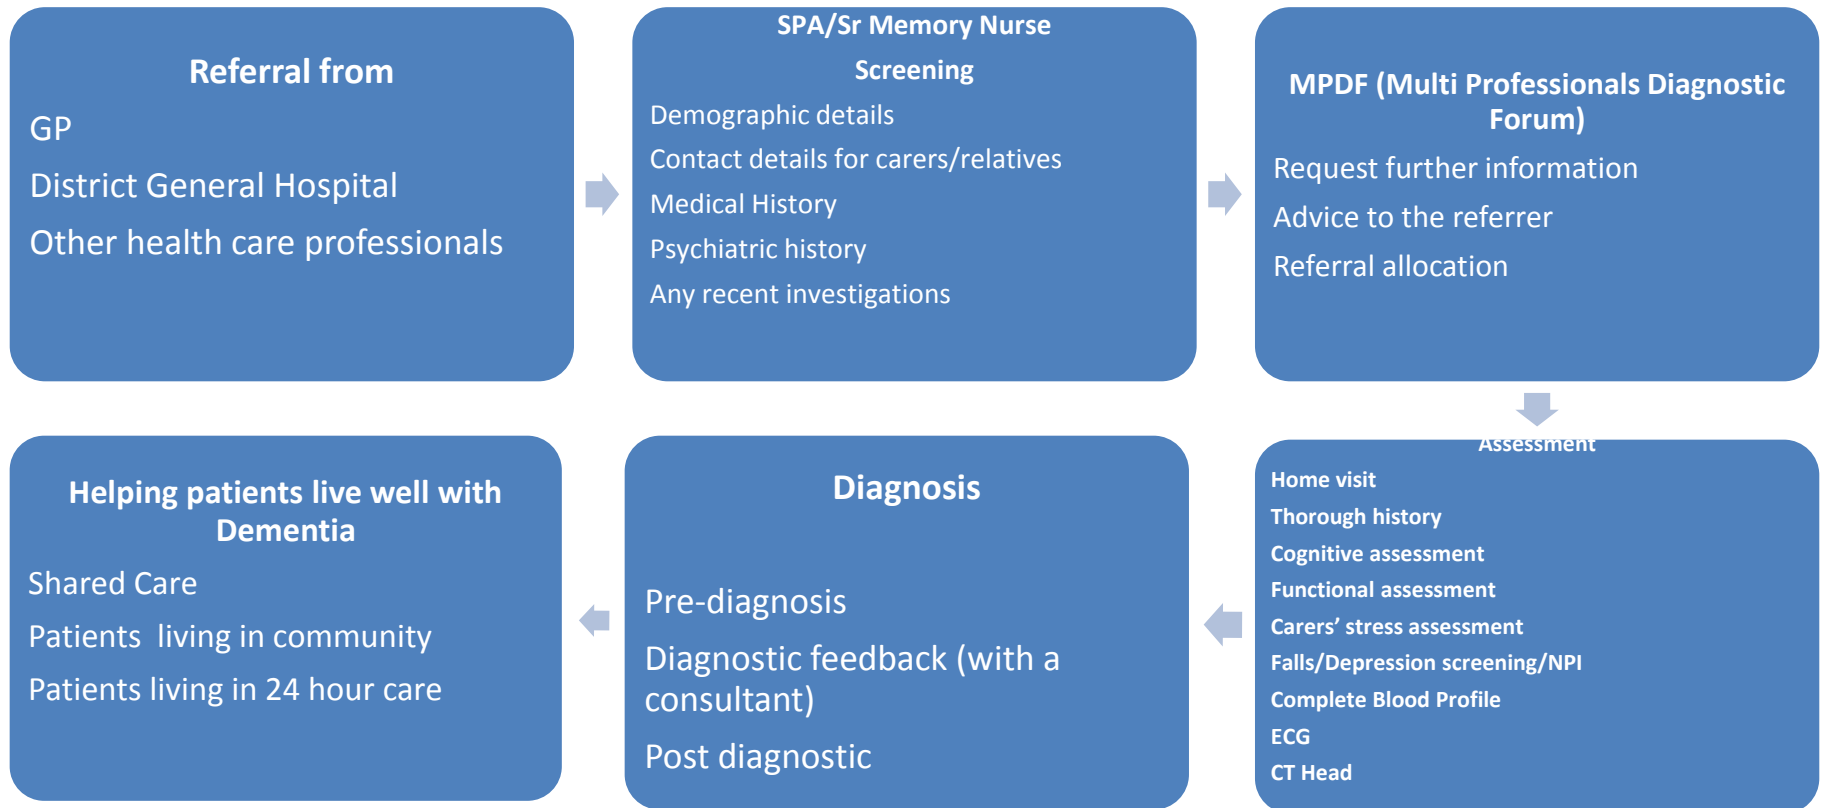 Referral from
GP
District General Hospital
Other health care professionals
SPA/Sr Memory Nurse
Screening
Demographic details
Contact details for carers/relatives
Medical History
Psychiatric history
Any recent investigations
MPDF (Multi Professionals Diagnostic
Forum)
Request further information
Advice to the referrer
Referral allocation
Assessment
Home visit
Thorough history
Cognitive assessment
Functional assessment
Carers’ stress assessment
Falls/Depression screening/NPI
Complete Blood Profile
ECG
CT Head
Diagnosis
Pre-diagnosis
Diagnostic feedback (with a
consultant)
Post diagnostic
Helping patients live well with
Dementia
Shared Care
Patients  living in community
Patients living in 24 hour care